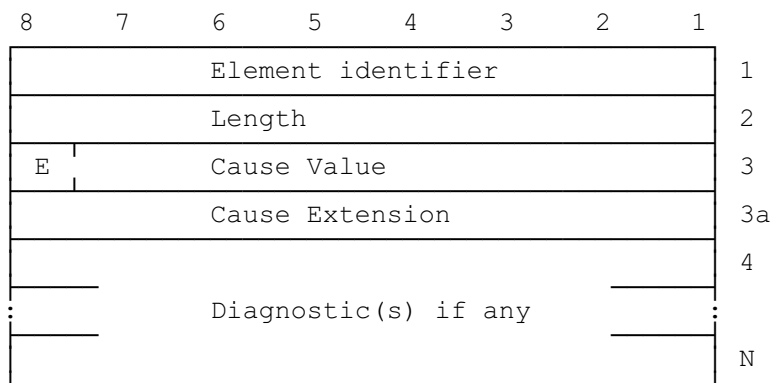 8 7 6 5 4 3 2 1
Element identifier 1
Length 2
E Cause Value 3
Cause Extension 3a
4
Diagnostic(s) if any
N